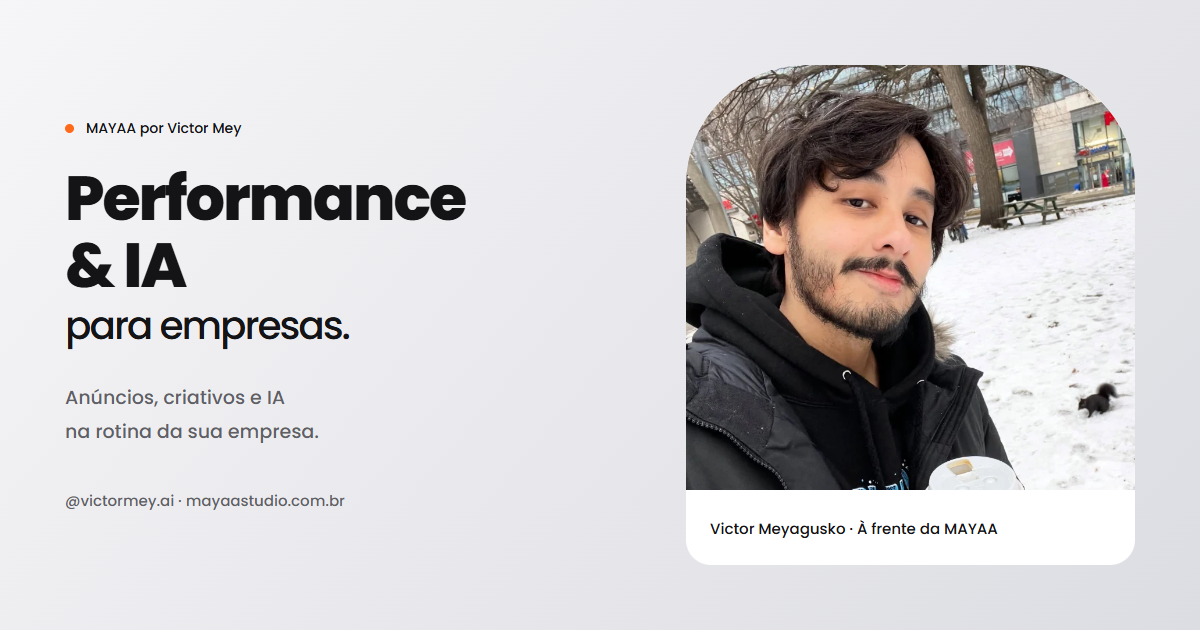 MAYAA por Victor Mey
Performance
& IA
para empresas.
Anúncios, criativos e IA
na rotina da sua empresa.
@victormey.ai · mayaastudio.com.br
Victor Meyagusko · À frente da MAYAA